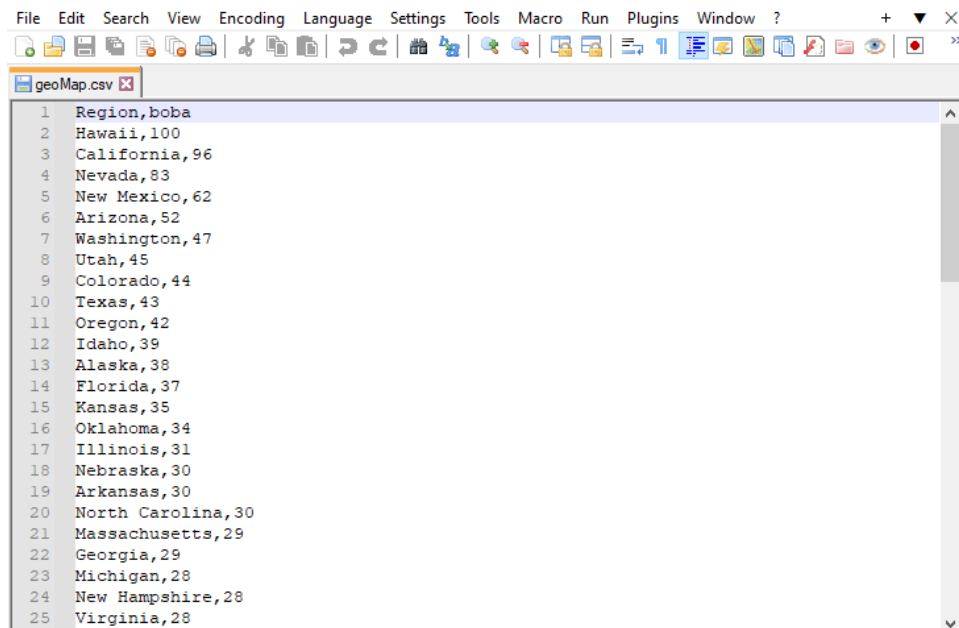 File Edit Search View Encoding Language Settings Tools Macro Run Plugins Window ? + ▼ ✕
geoMap.csv
1 Region,boba
2 Hawaii,100
3 California,96
4 Nevada,83
5 New Mexico,62
6 Arizona,52
7 Washington,47
8 Utah,45
9 Colorado,44
10 Texas,43
11 Oregon,42
12 Idaho,39
13 Alaska,38
14 Florida,37
15 Kansas,35
16 Oklahoma,34
17 Illinois,31
18 Nebraska,30
19 Arkansas,30
20 North Carolina,30
21 Massachusetts,29
22 Georgia,29
23 Michigan,28
24 New Hampshire,28
25 Virginia,28